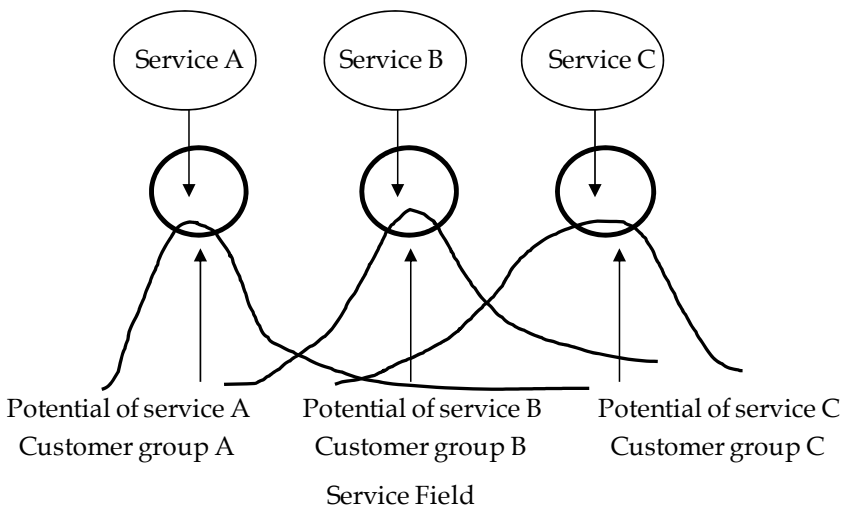 Service A
Service B
Service C
Potential of service A
Customer group A
Potential of service B
Customer group B
Potential of service C
Customer group C
Service Field